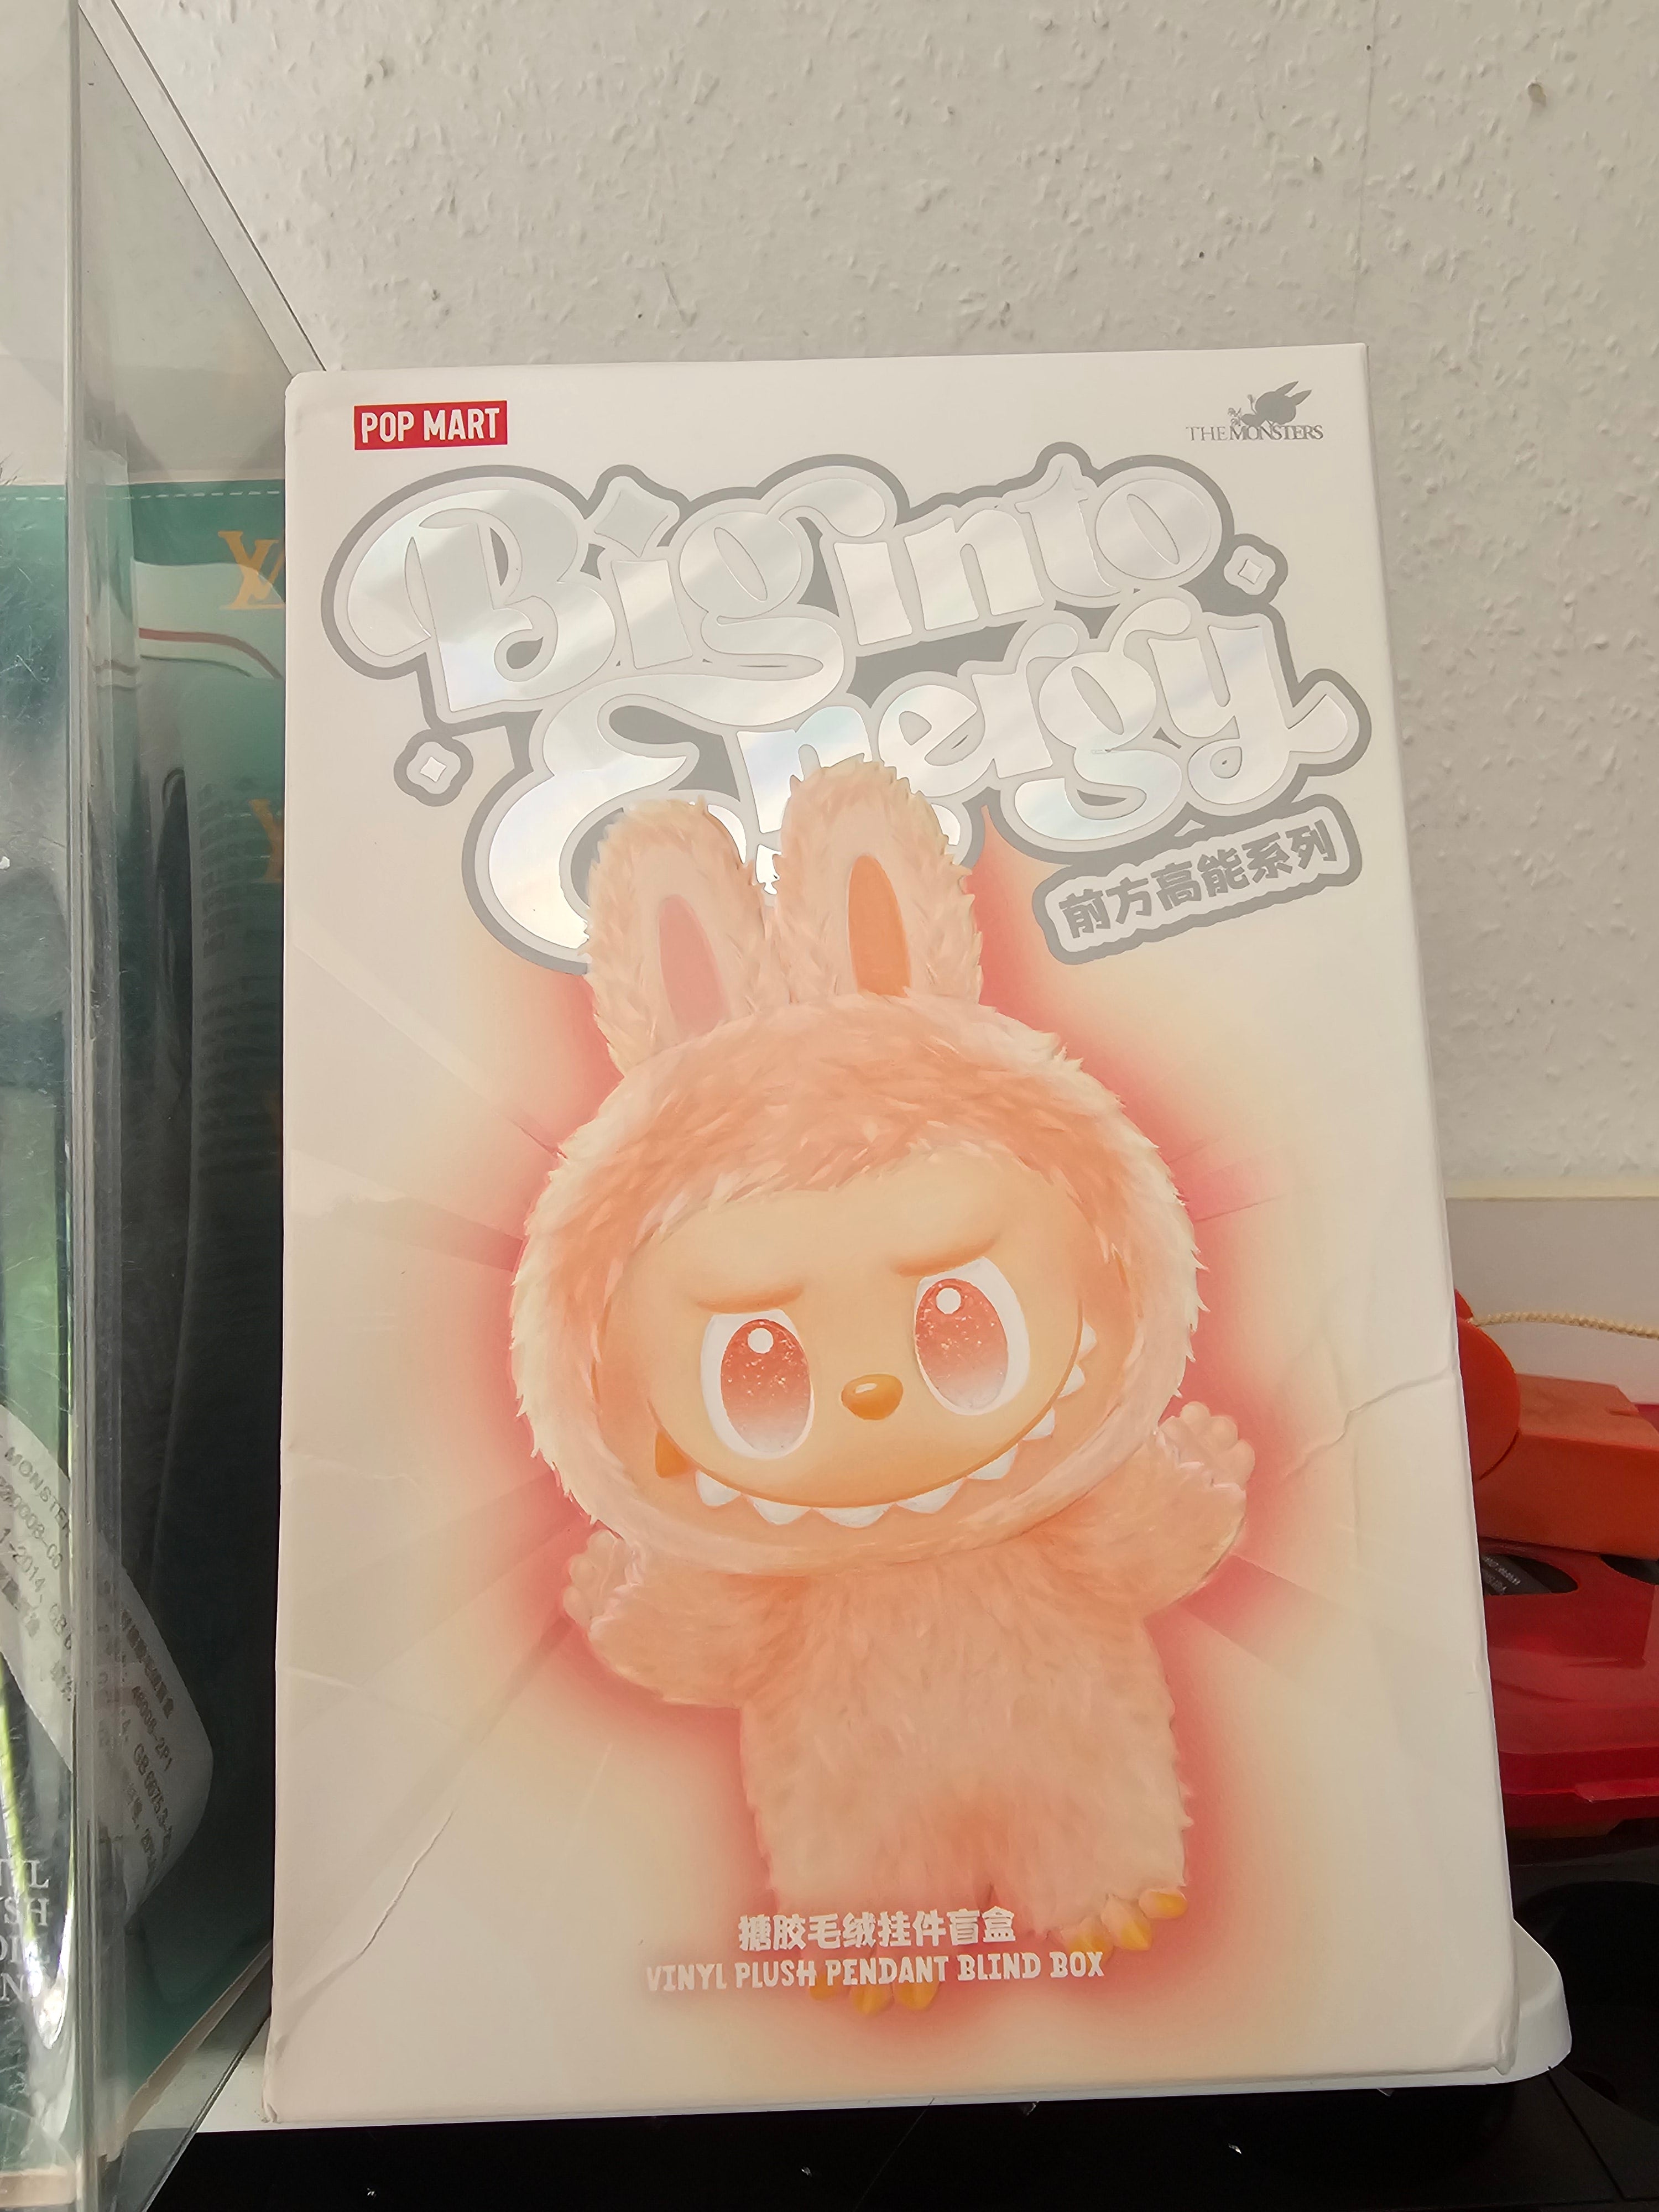 POP MART
THE MONSTERS
Big into
Energy
前方高能系列
搪胶毛绒挂件盲盒
VINYL PLUSH PENDANT BLIND BOX